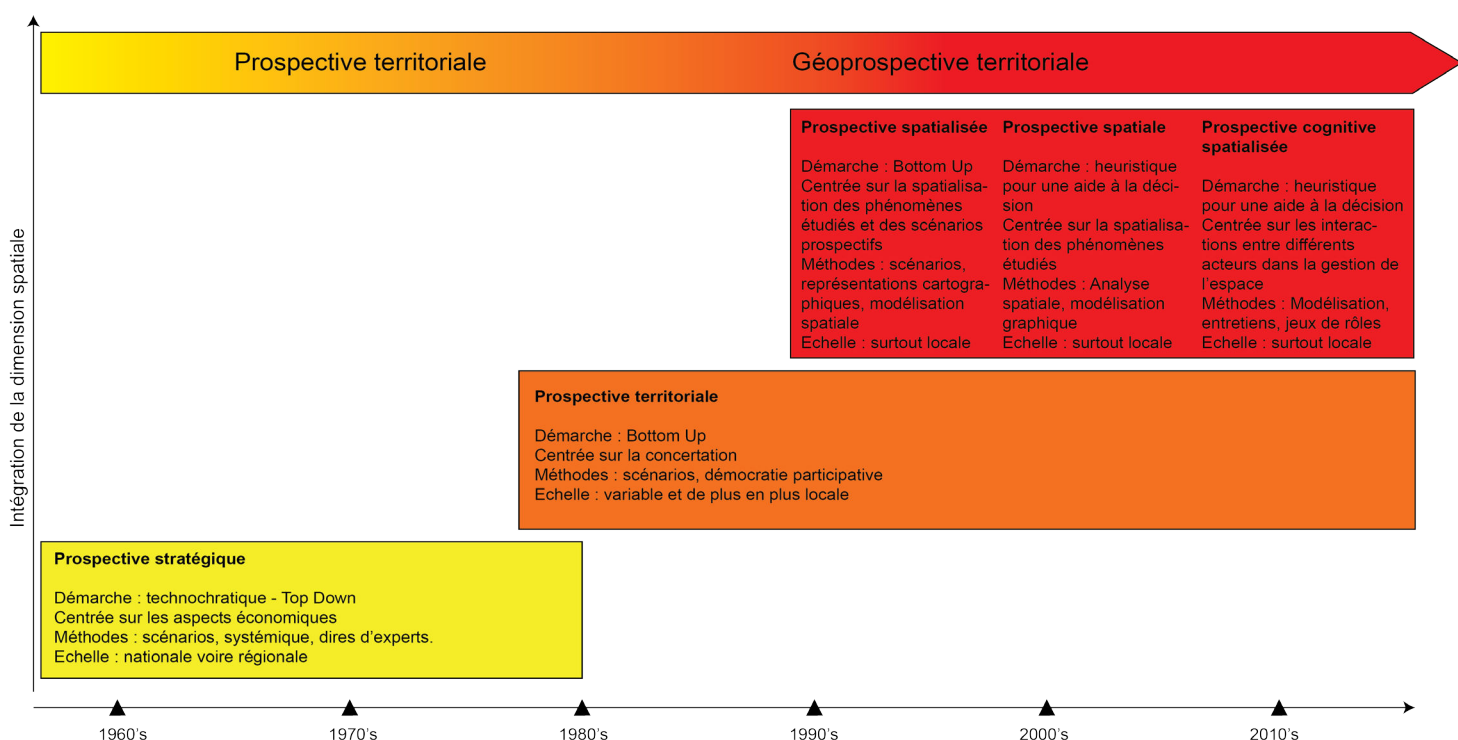 Prospective territoriale
Géoprospective territoriale
Intégration de la dimension spatiale
Prospective spatialisée
Démarche : Bottom Up
Centrée sur la spatialisa-
tion des phénomènes
étudiés et des scénarios
prospectifs
Méthodes : scénarios,
représentations cartogra-
phiques, modélisation
spatiale
Echelle : surtout locale
Prospective spatiale
Démarche : heuristique
pour une aide à la déci-
sion
Centrée sur la spatialisa-
tion des phénomènes
étudiés
Méthodes : Analyse
spatiale, modélisation
graphique
Echelle : surtout locale
Prospective cognitive
spatialisée
Démarche : heuristique
pour une aide à la décision
Centrée sur les interac-
tions entre différents
acteurs dans la gestion de
l'espace
Méthodes : Modélisation,
entretiens, jeux de rôles
Echelle : surtout locale
Prospective territoriale
Démarche : Bottom Up
Centrée sur la concertation
Méthodes : scénarios, démocratie participative
Echelle : variable et de plus en plus locale
Prospective stratégique
Démarche : technochratique - Top Down
Centrée sur les aspects économiques
Méthodes : scénarios, systémique, dires d'experts.
Echelle : nationale voire régionale
1960's
1970's
1980's
1990's
2000's
2010's